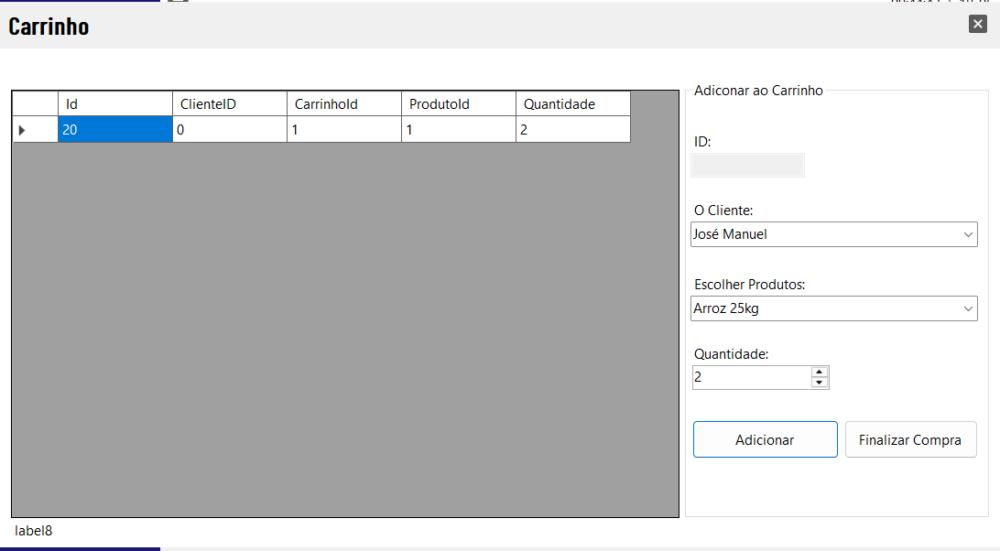 Carrinho
Id ClienteID CarrinhoId ProdutoId Quantidade
20 0 1 1 2
label8
Adiconar ao Carrinho
ID:
O Cliente:
José Manuel
Escolher Produtos:
Arroz 25kg
Quantidade:
2
Adicionar Finalizar Compra